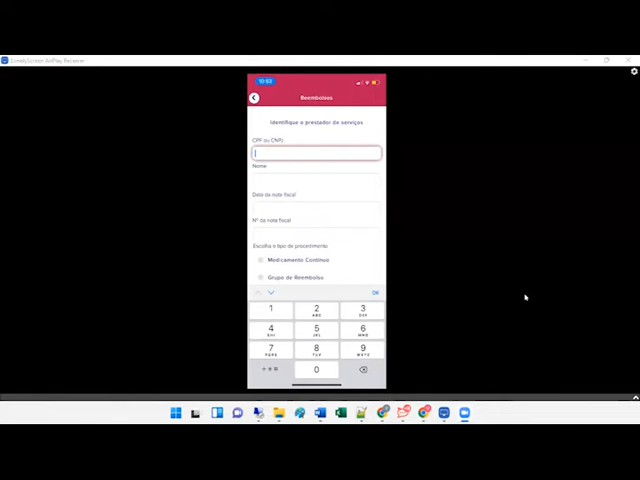 LonelyScreen AirPlay Receiver
10:53
Reembolsos
Identifique o prestador de serviços
CPF ou CNPJ
Nome
Data da nota fiscal
Nº da nota fiscal
Escolha o tipo de procedimento
Medicamento Contínuo
Grupo de Reembolso
OK
1 2 3
ABC DEF
4 5 6
GHI JKL MNO
7 8 9
PQRS TUV WXYZ
+ * # 0